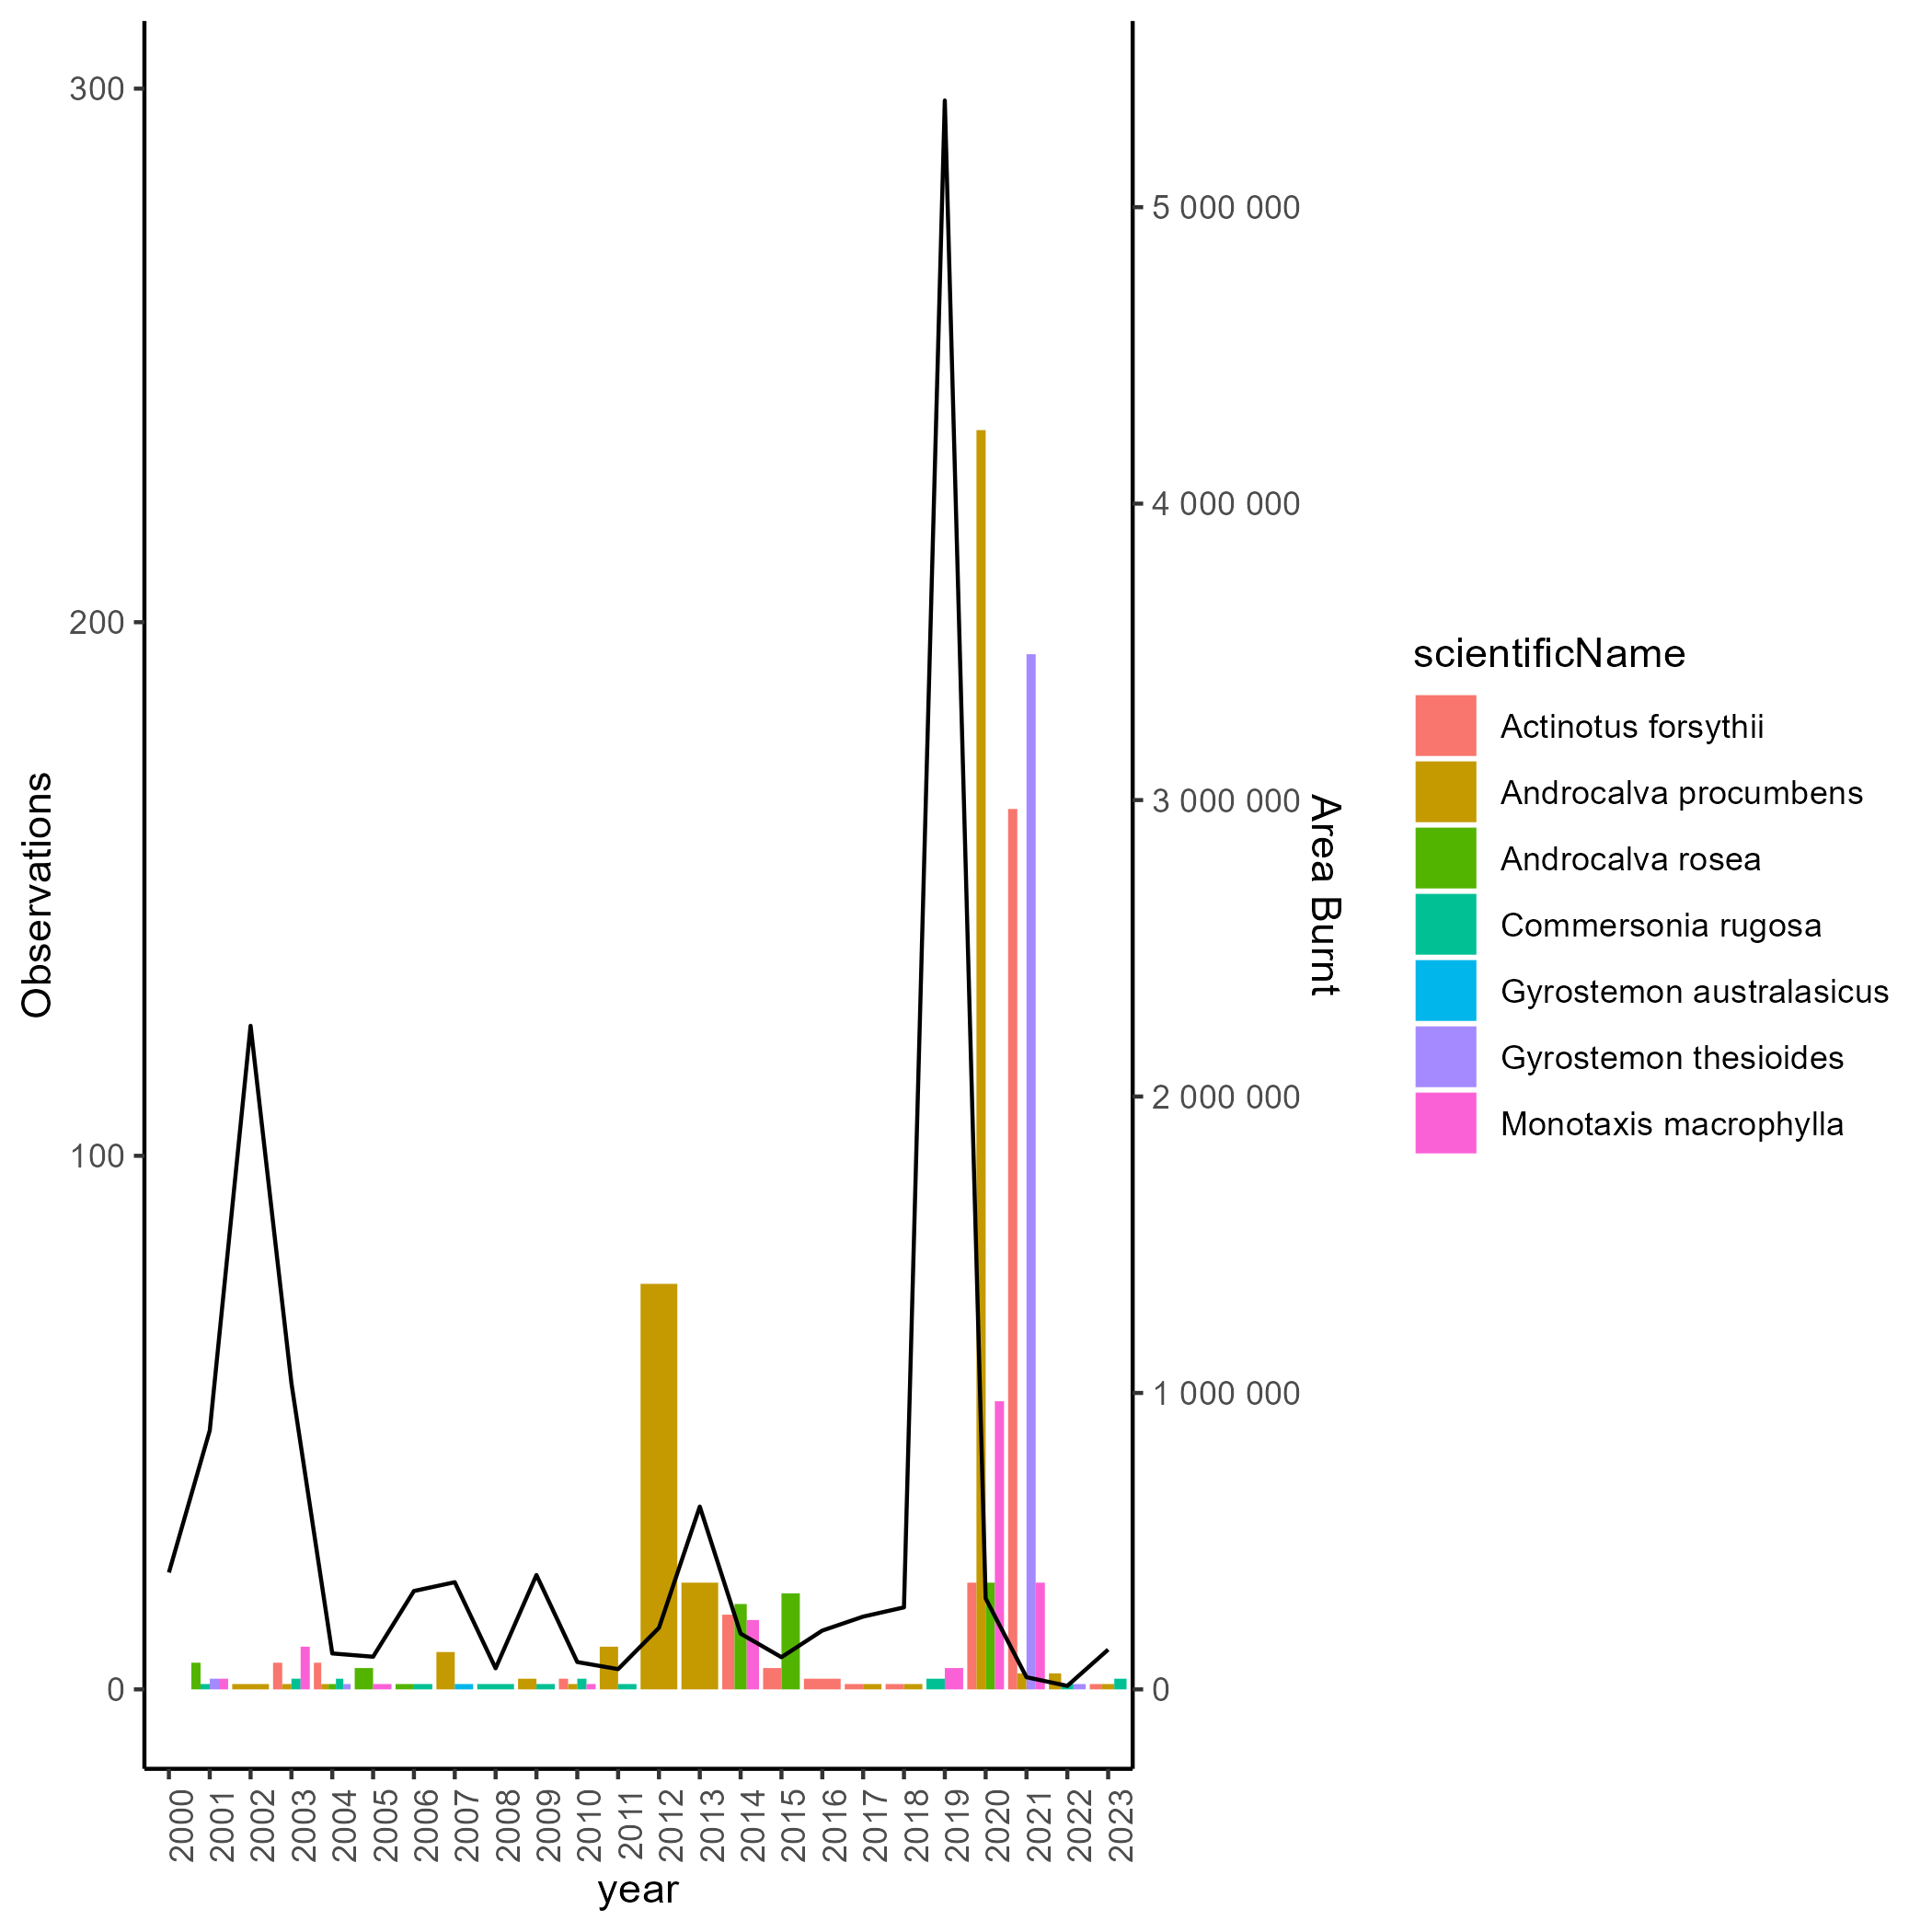 Observations
300
200
100
0
5 000 000
4 000 000
3 000 000
2 000 000
1 000 000
0
Area Burnt
2000
2001
2002
2003
2004
2005
2006
2007
2008
2009
2010
2011
2012
2013
2014
2015
2016
2017
2018
2019
2020
2021
2022
2023
year
scientificName
Actinotus forsythii
Androcalva procumbens
Androcalva rosea
Commersonia rugosa
Gyrostemon australasicus
Gyrostemon thesioides
Monotaxis macrophylla